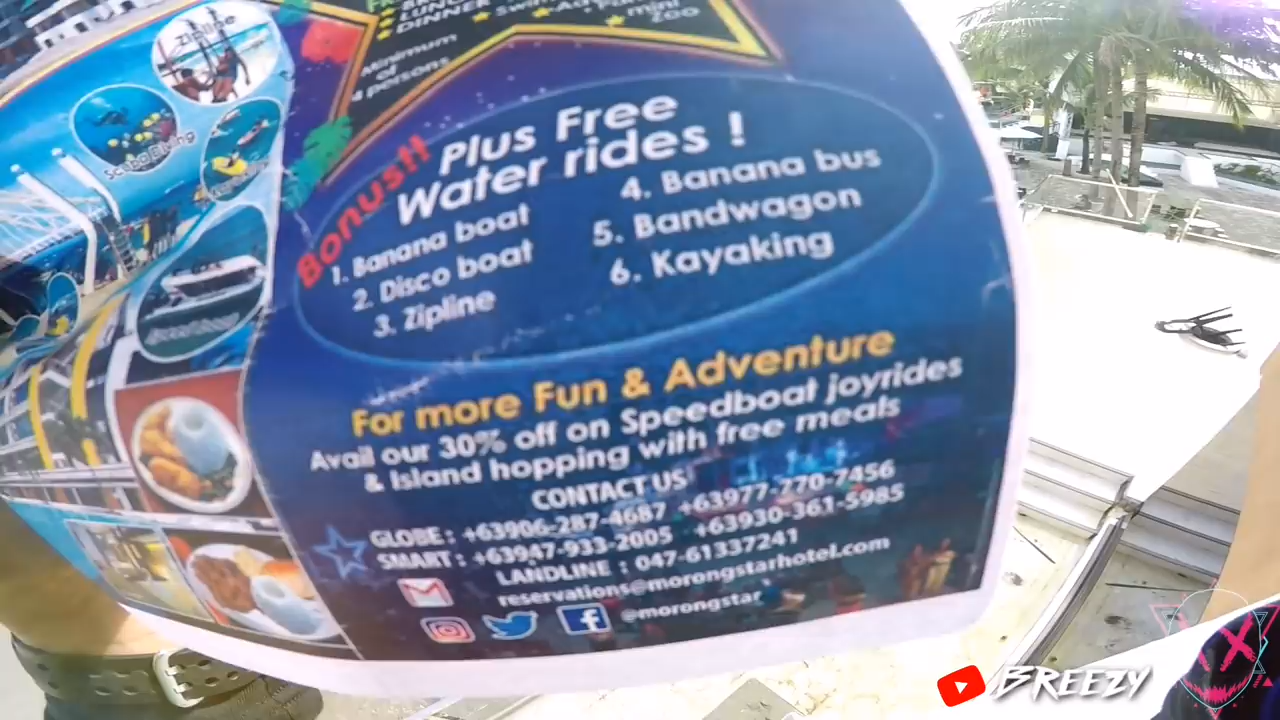 DINNER
mini
Zoo
Minimum
of
4 persons
Zipline
Scuba Diving
Bonus!!
Plus Free
Water rides !
1. Banana boat
2. Disco boat
3. Zipline
4. Banana bus
5. Bandwagon
6. Kayaking
For more Fun & Adventure
Avail our 30% off on Speedboat joyrides
& Island hopping with free meals
CONTACT US
GLOBE : +63906-287-4687 +63977-270-7456
SMART : +63947-933-2005 +63930-361-5985
LANDLINE : 047-61337241
reservations@morongstarhotel.com
@morongstar
BREEZY